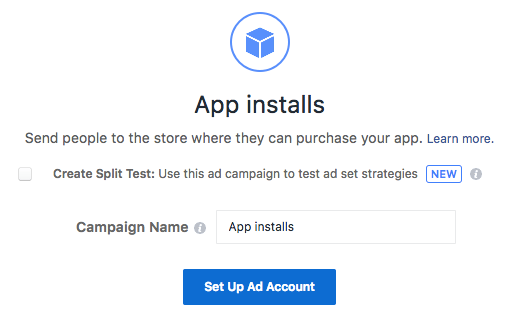 App installs
Send people to the store where they can purchase your app. Learn more.
Create Split Test: Use this ad campaign to test ad set strategies NEW i
Campaign Name i App installs
Set Up Ad Account